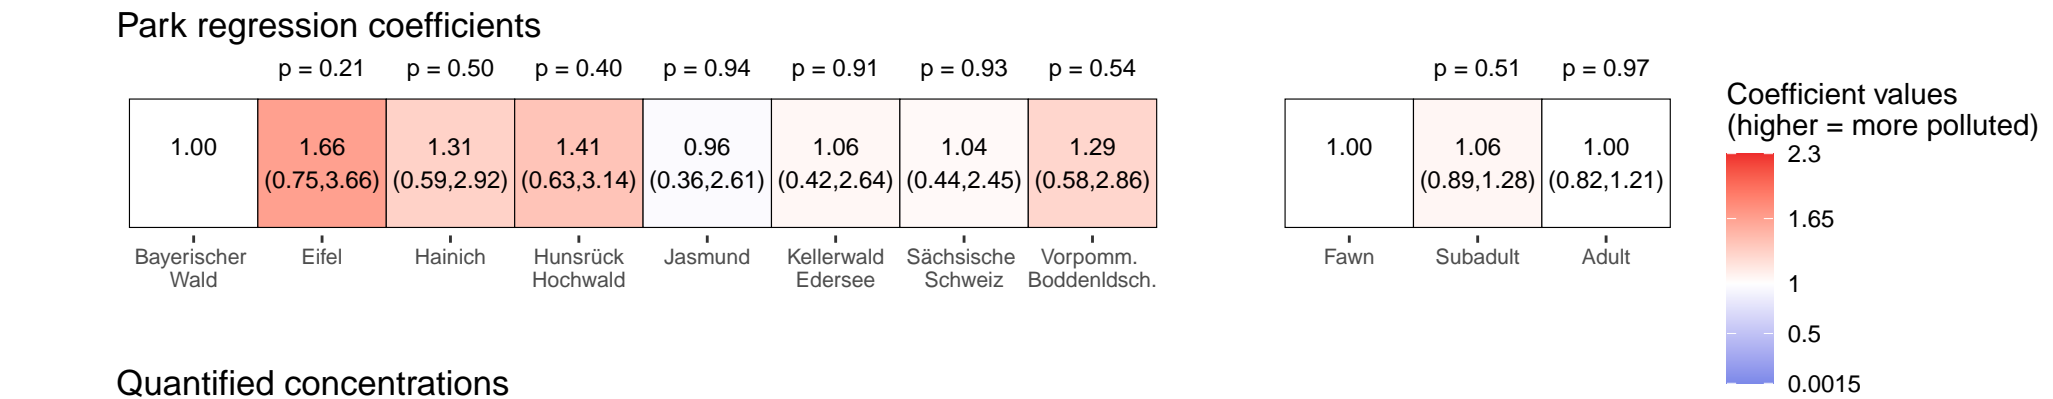 Park regression coefficients
p = 0.21 p = 0.50 p = 0.40 p = 0.94 p = 0.91 p = 0.93 p = 0.54 p = 0.51 p = 0.97
1.00 1.66 1.31 1.41 0.96 1.06 1.04 1.29 1.00 1.06 1.00
(0.75,3.66) (0.59,2.92) (0.63,3.14) (0.36,2.61) (0.42,2.64) (0.44,2.45) (0.58,2.86) (0.89,1.28) (0.82,1.21)
Bayerischer Eifel Hainich Hunsrück Jasmund Kellerwald Sächsische Vorpomm. Fawn Subadult Adult
Wald Hochwald Edersee Schweiz Boddenldsch.
Coefficient values
(higher = more polluted)
2.3
1.65
1
0.5
0.0015
Quantified concentrations